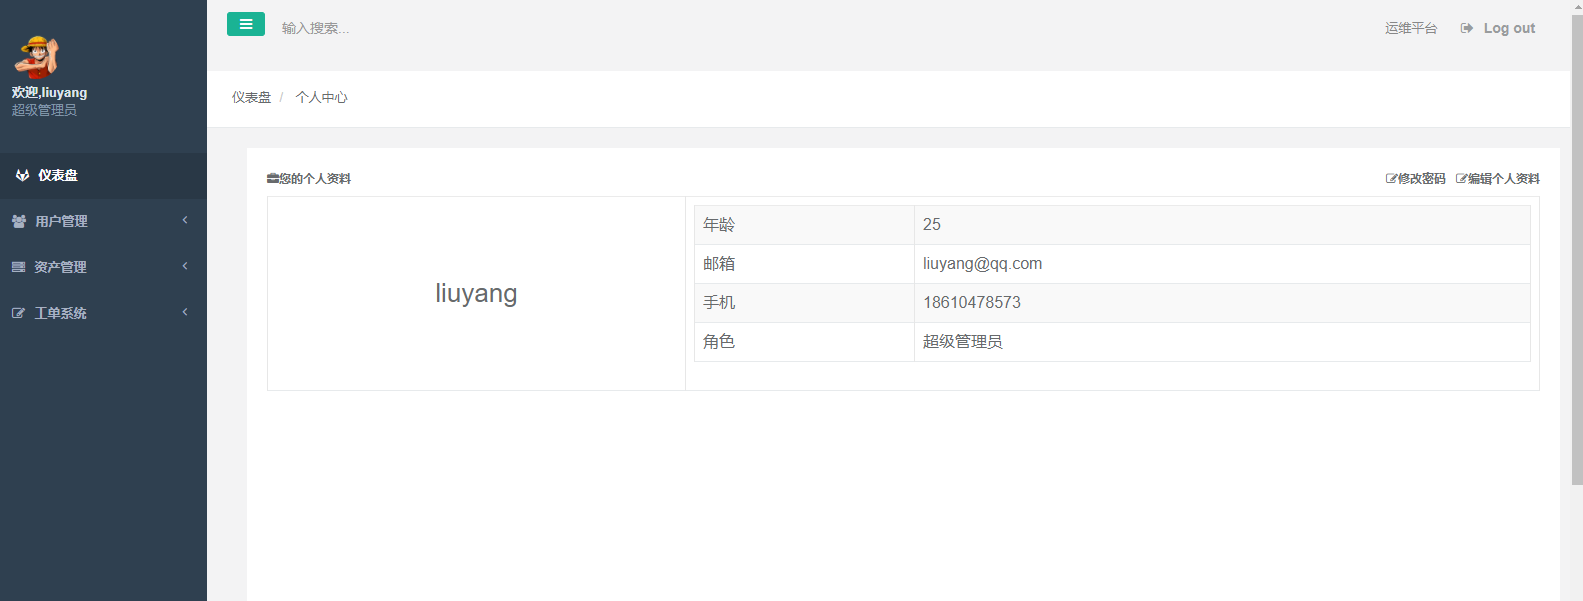 欢迎,liuyang
超级管理员
仪表盘
用户管理
资产管理
工单系统
输入搜索...
运维平台 Log out
仪表盘 / 个人中心
您的个人资料
修改密码 编辑个人资料
liuyang
年龄 25
邮箱 liuyang@qq.com
手机 18610478573
角色 超级管理员